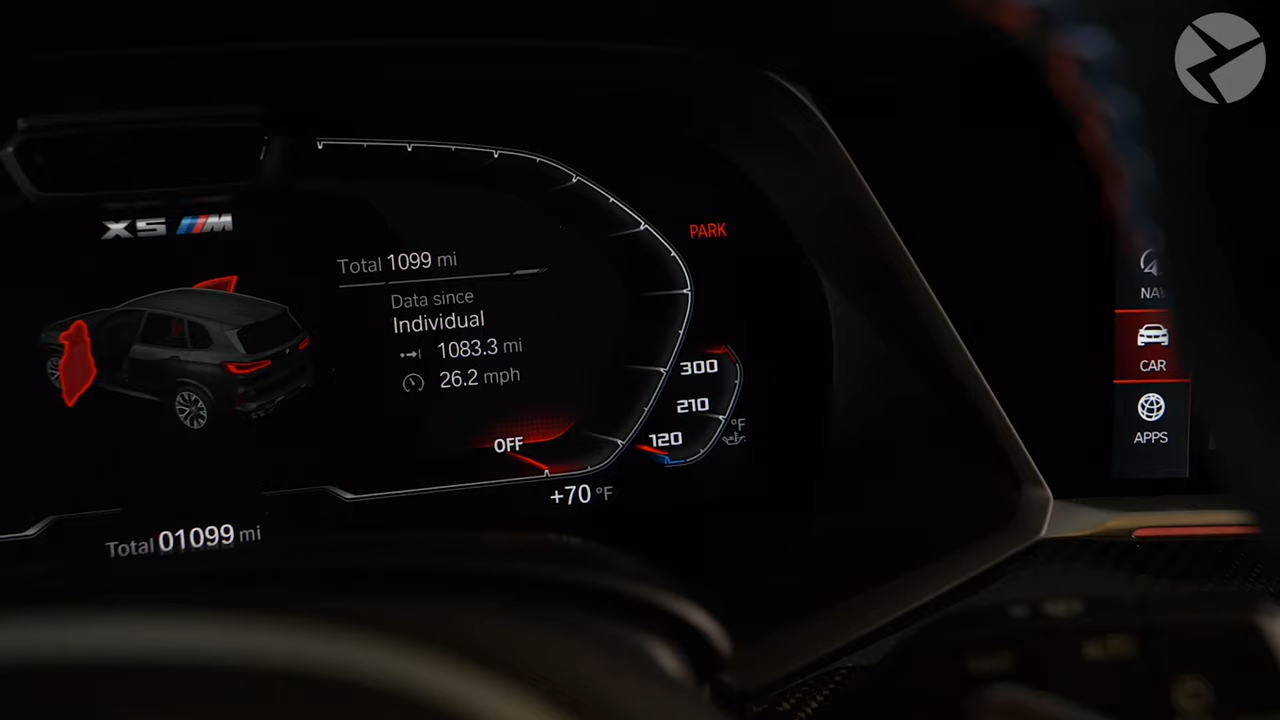 X5 M
Total 1099 mi
Data since
Individual
1083.3 mi
26.2 mph
OFF
PARK
300
210
120
°F
+70 °F
Total 01099 mi
NAV
CAR
APPS